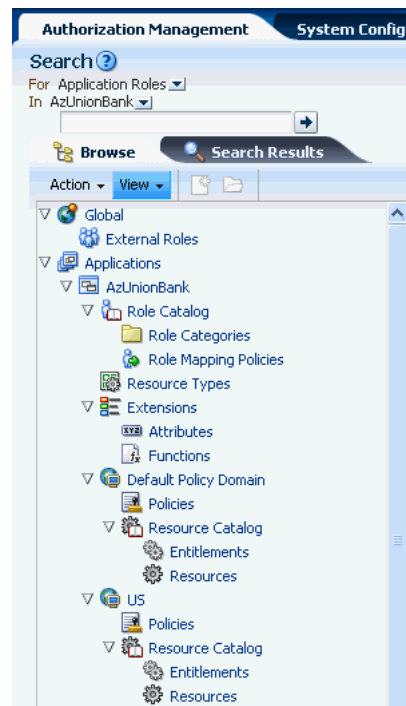 Authorization Management System Config
Search
For Application Roles
In AzUnionBank
Browse Search Results
Action View
Global
External Roles
Applications
AzUnionBank
Role Catalog
Role Categories
Role Mapping Policies
Resource Types
Extensions
XYZ Attributes
fx Functions
Default Policy Domain
Policies
Resource Catalog
Entitlements
Resources
US
Policies
Resource Catalog
Entitlements
Resources